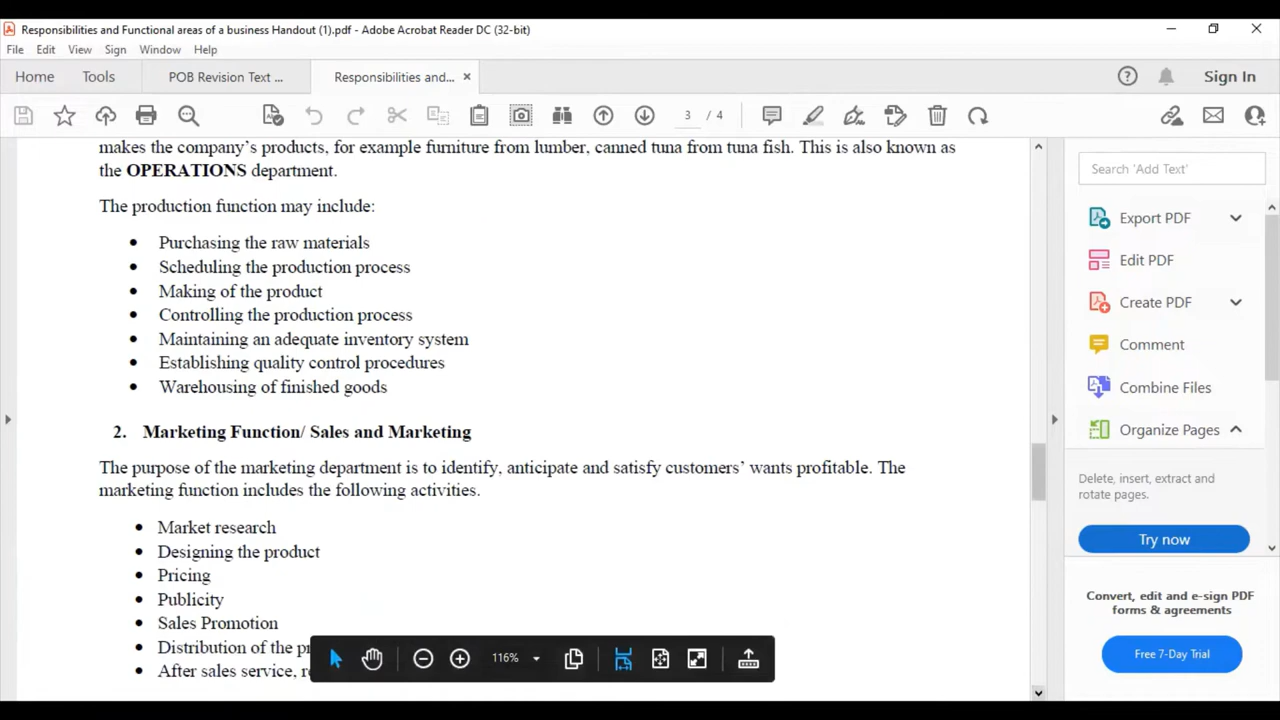 Responsibilities and Functional areas of a business Handout (1).pdf - Adobe Acrobat Reader DC (32-bit)
File Edit View Sign Window Help
Home Tools POB Revision Text ... Responsibilities and... × Sign In
3 / 4
makes the company's products, for example furniture from lumber, canned tuna from tuna fish. This is also known as
the OPERATIONS department.
The production function may include:
• Purchasing the raw materials
• Scheduling the production process
• Making of the product
• Controlling the production process
• Maintaining an adequate inventory system
• Establishing quality control procedures
• Warehousing of finished goods
2. Marketing Function/ Sales and Marketing
The purpose of the marketing department is to identify, anticipate and satisfy customers' wants profitable. The
marketing function includes the following activities.
• Market research
• Designing the product
• Pricing
• Publicity
• Sales Promotion
• Distribution of the
• After sales service,
116%
Search 'Add Text'
Export PDF
Edit PDF
Create PDF
Comment
Combine Files
Organize Pages
Delete, insert, extract and
rotate pages.
Try now
Convert, edit and e-sign PDF
forms & agreements
Free 7-Day Trial